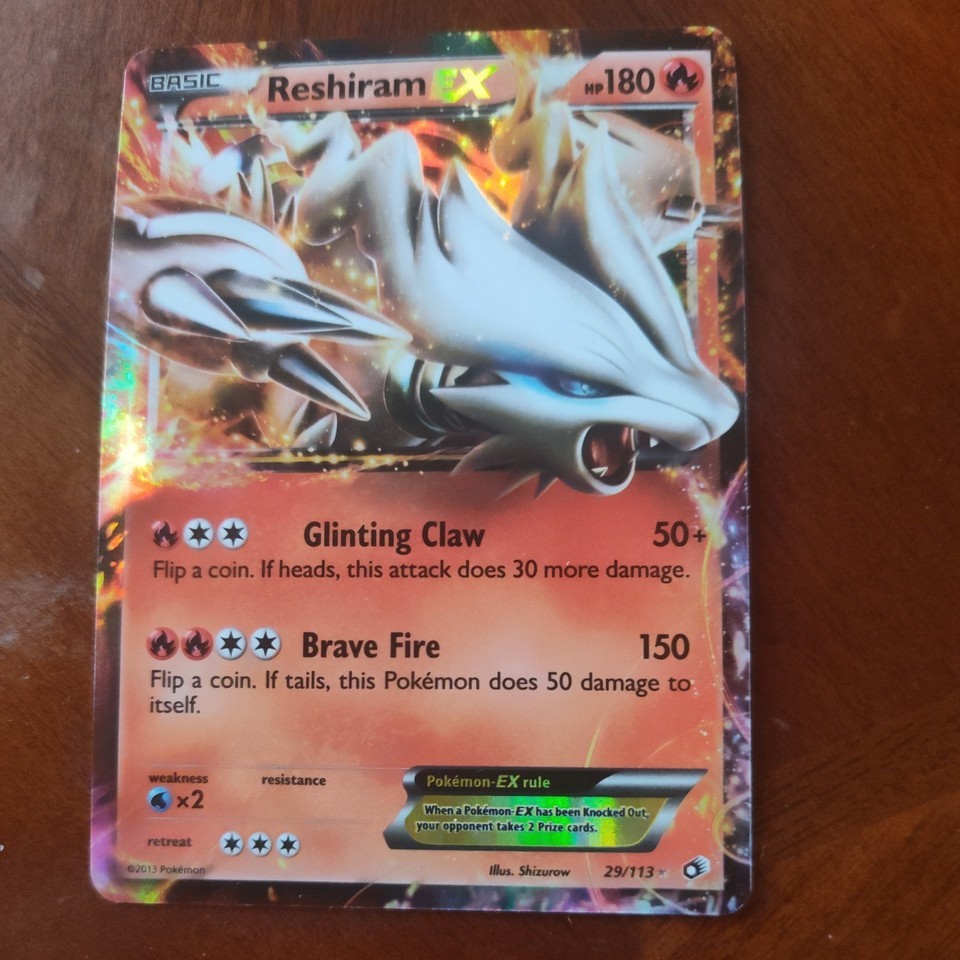 BASIC Reshiram EX HP180
Glinting Claw 50+
Flip a coin. If heads, this attack does 30 more damage.
Brave Fire 150
Flip a coin. If tails, this Pokémon does 50 damage to
itself.
weakness resistance
×2
Pokémon-EX rule
When a Pokémon-EX has been Knocked Out,
your opponent takes 2 Prize cards.
retreat
©2013 Pokémon Illus. Shizurow 29/113